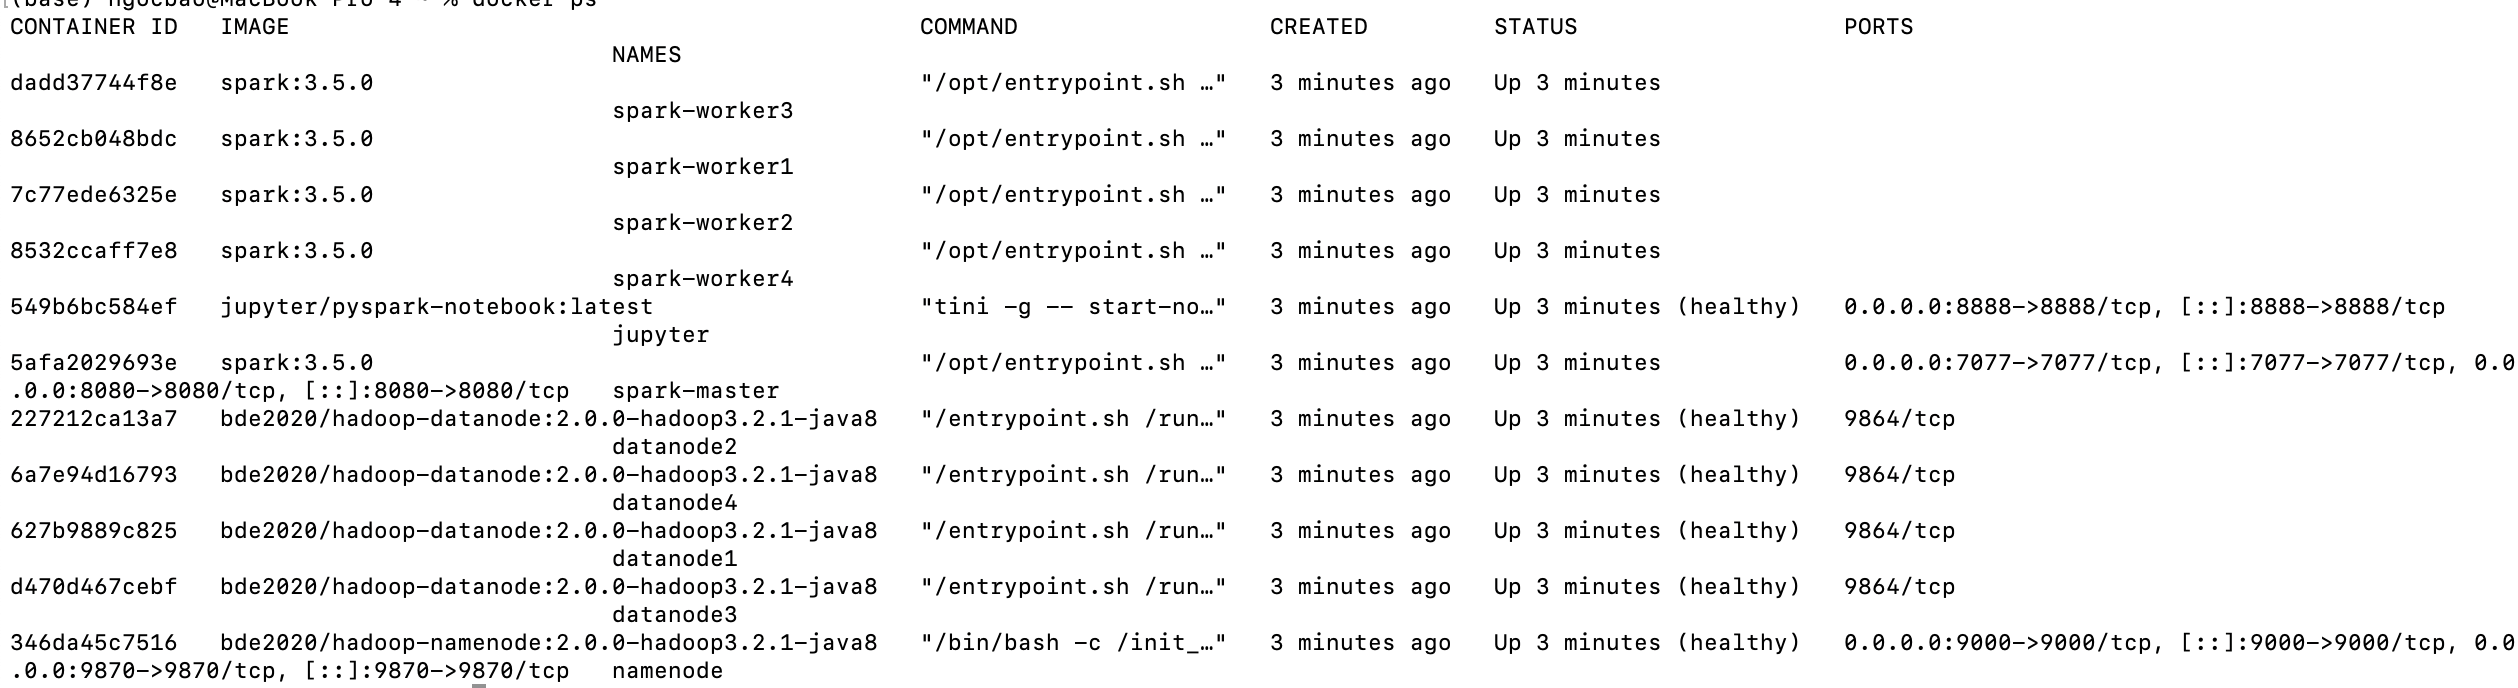 docker ps
CONTAINER ID   IMAGE                                             COMMAND                  CREATED         STATUS                   PORTS
                                           NAMES
dadd37744f8e   spark:3.5.0                                       "/opt/entrypoint.sh …"   3 minutes ago   Up 3 minutes
                                           spark-worker3
8652cb048bdc   spark:3.5.0                                       "/opt/entrypoint.sh …"   3 minutes ago   Up 3 minutes
                                           spark-worker1
7c77ede6325e   spark:3.5.0                                       "/opt/entrypoint.sh …"   3 minutes ago   Up 3 minutes
                                           spark-worker2
8532ccaff7e8   spark:3.5.0                                       "/opt/entrypoint.sh …"   3 minutes ago   Up 3 minutes
                                           spark-worker4
549b6bc584ef   jupyter/pyspark-notebook:latest                   "tini -g -- start-no…"   3 minutes ago   Up 3 minutes (healthy)   0.0.0.0:8888->8888/tcp, [::]:8888->8888/tcp
                                           jupyter
5afa2029693e   spark:3.5.0                                       "/opt/entrypoint.sh …"   3 minutes ago   Up 3 minutes             0.0.0.0:7077->7077/tcp, [::]:7077->7077/tcp, 0.0
.0.0:8080->8080/tcp, [::]:8080->8080/tcp   spark-master
227212ca13a7   bde2020/hadoop-datanode:2.0.0-hadoop3.2.1-java8   "/entrypoint.sh /run…"   3 minutes ago   Up 3 minutes (healthy)   9864/tcp
                                           datanode2
6a7e94d16793   bde2020/hadoop-datanode:2.0.0-hadoop3.2.1-java8   "/entrypoint.sh /run…"   3 minutes ago   Up 3 minutes (healthy)   9864/tcp
                                           datanode4
627b9889c825   bde2020/hadoop-datanode:2.0.0-hadoop3.2.1-java8   "/entrypoint.sh /run…"   3 minutes ago   Up 3 minutes (healthy)   9864/tcp
                                           datanode1
d470d467cebf   bde2020/hadoop-datanode:2.0.0-hadoop3.2.1-java8   "/entrypoint.sh /run…"   3 minutes ago   Up 3 minutes (healthy)   9864/tcp
                                           datanode3
346da45c7516   bde2020/hadoop-namenode:2.0.0-hadoop3.2.1-java8   "/bin/bash -c /init_…"   3 minutes ago   Up 3 minutes (healthy)   0.0.0.0:9000->9000/tcp, [::]:9000->9000/tcp, 0.0
.0.0:9870->9870/tcp, [::]:9870->9870/tcp   namenode